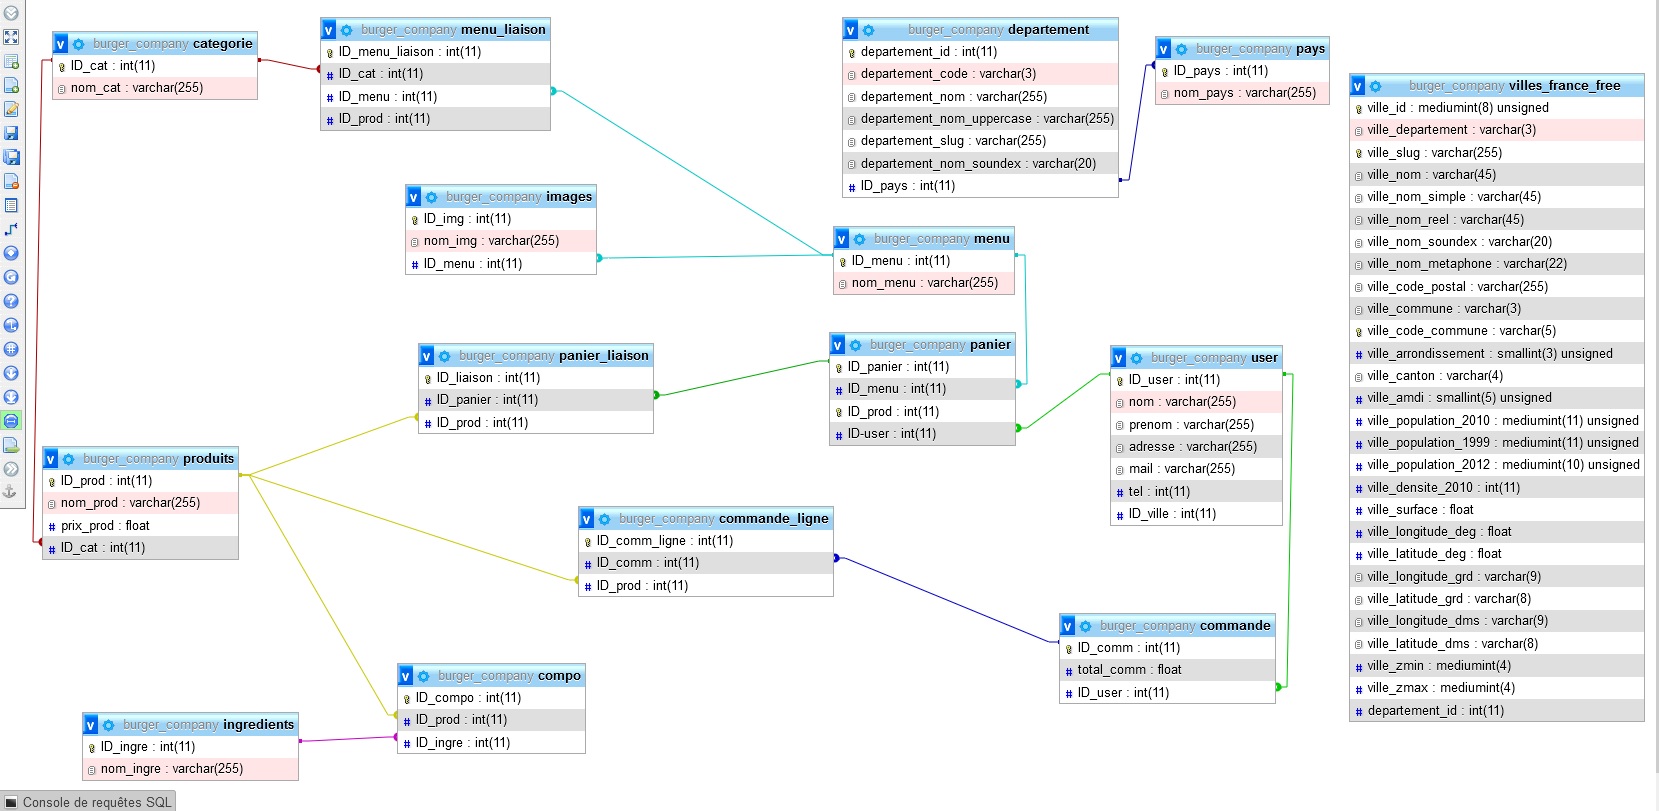 burger_company categorie
ID_cat : int(11)
nom_cat : varchar(255)
burger_company menu_liaison
ID_menu_liaison : int(11)
ID_cat : int(11)
ID_menu : int(11)
ID_prod : int(11)
burger_company departement
departement_id : int(11)
departement_code : varchar(3)
departement_nom : varchar(255)
departement_nom_uppercase : varchar(255)
departement_slug : varchar(255)
departement_nom_soundex : varchar(20)
ID_pays : int(11)
burger_company pays
ID_pays : int(11)
nom_pays : varchar(255)
burger_company villes_france_free
ville_id : mediumint(8) unsigned
ville_departement : varchar(3)
ville_slug : varchar(255)
ville_nom : varchar(45)
ville_nom_simple : varchar(45)
ville_nom_reel : varchar(45)
ville_nom_soundex : varchar(20)
ville_nom_metaphone : varchar(22)
ville_code_postal : varchar(255)
ville_commune : varchar(3)
ville_code_commune : varchar(5)
ville_arrondissement : smallint(3) unsigned
ville_canton : varchar(4)
ville_amdi : smallint(5) unsigned
ville_population_2010 : mediumint(11) unsigned
ville_population_1999 : mediumint(11) unsigned
ville_population_2012 : mediumint(10) unsigned
ville_densite_2010 : int(11)
ville_surface : float
ville_longitude_deg : float
ville_latitude_deg : float
ville_longitude_grd : varchar(9)
ville_latitude_grd : varchar(8)
ville_longitude_dms : varchar(9)
ville_latitude_dms : varchar(8)
ville_zmin : mediumint(4)
ville_zmax : mediumint(4)
departement_id : int(11)
burger_company images
ID_img : int(11)
nom_img : varchar(255)
ID_menu : int(11)
burger_company menu
ID_menu : int(11)
nom_menu : varchar(255)
burger_company panier_liaison
ID_liaison : int(11)
ID_panier : int(11)
ID_prod : int(11)
burger_company panier
ID_panier : int(11)
ID_menu : int(11)
ID_prod : int(11)
ID-user : int(11)
burger_company user
ID_user : int(11)
nom : varchar(255)
prenom : varchar(255)
adresse : varchar(255)
mail : varchar(255)
tel : int(11)
ID_ville : int(11)
burger_company produits
ID_prod : int(11)
nom_prod : varchar(255)
prix_prod : float
ID_cat : int(11)
burger_company commande_ligne
ID_comm_ligne : int(11)
ID_comm : int(11)
ID_prod : int(11)
burger_company commande
ID_comm : int(11)
total_comm : float
ID_user : int(11)
burger_company compo
ID_compo : int(11)
ID_prod : int(11)
ID_ingre : int(11)
burger_company ingredients
ID_ingre : int(11)
nom_ingre : varchar(255)
Console de requêtes SQL